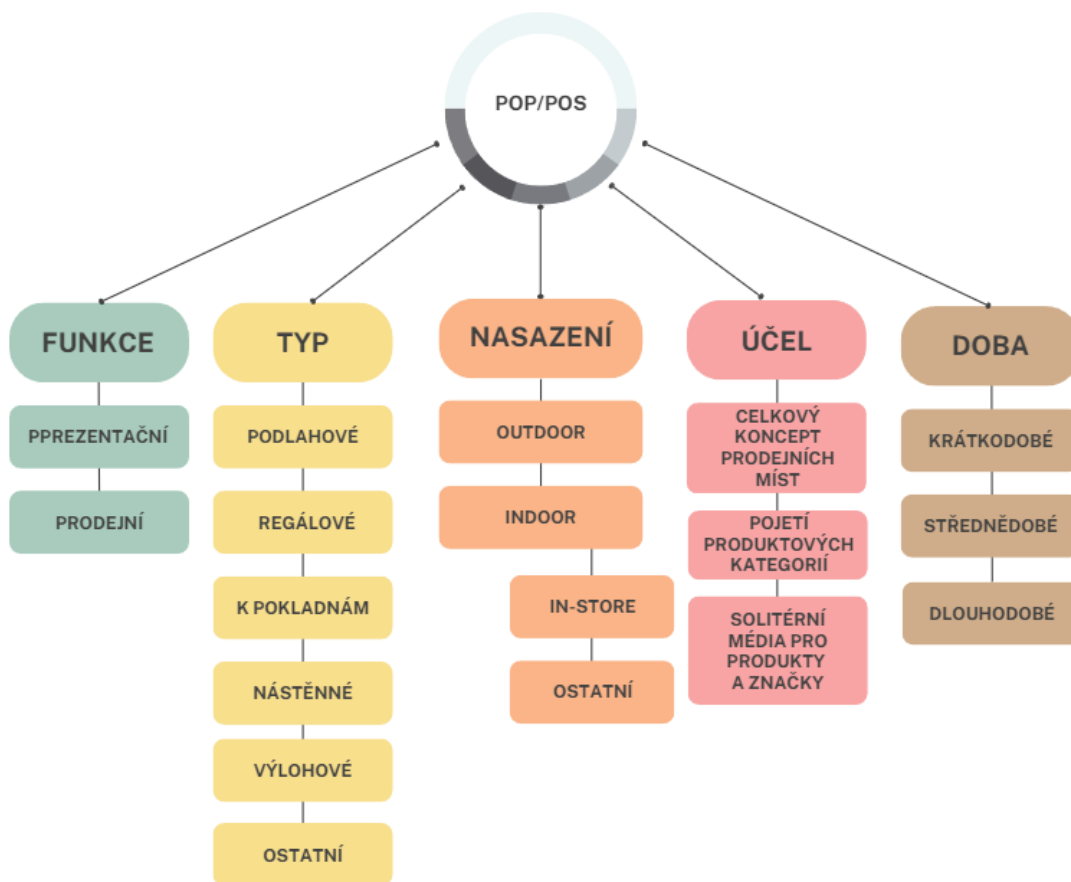 POP/POS
FUNKCE
PPREZENTAČNÍ
PRODEJNÍ
TYP
PODLAHOVÉ
REGÁLOVÉ
K POKLADNÁM
NÁSTĚNNÉ
VÝLOHOVÉ
OSTATNÍ
NASAZENÍ
OUTDOOR
INDOOR
IN-STORE
OSTATNÍ
ÚČEL
CELKOVÝ
KONCEPT
PRODEJNÍCH
MÍST
POJETÍ
PRODUKTOVÝCH
KATEGORIÍ
SOLITÉRNÍ
MÉDIA PRO
PRODUKTY
A ZNAČKY
DOBA
KRÁTKODOBÉ
STŘEDNĚDOBÉ
DLOUHODOBÉ